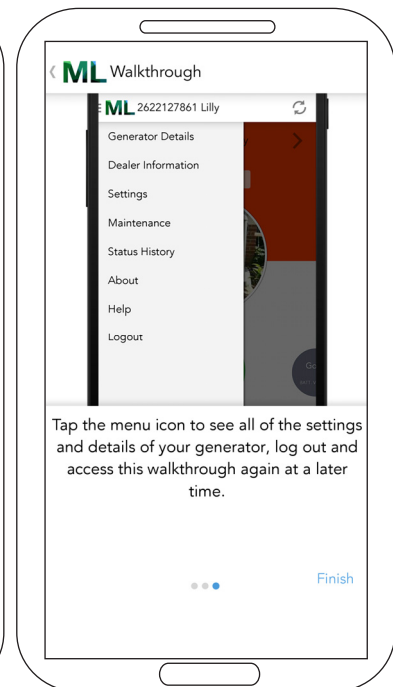 ML Walkthrough
ML 2622127861 Lilly
Generator Details
Dealer Information
Settings
Maintenance
Status History
About
Help
Logout
Tap the menu icon to see all of the settings
and details of your generator, log out and
access this walkthrough again at a later
time.
Finish